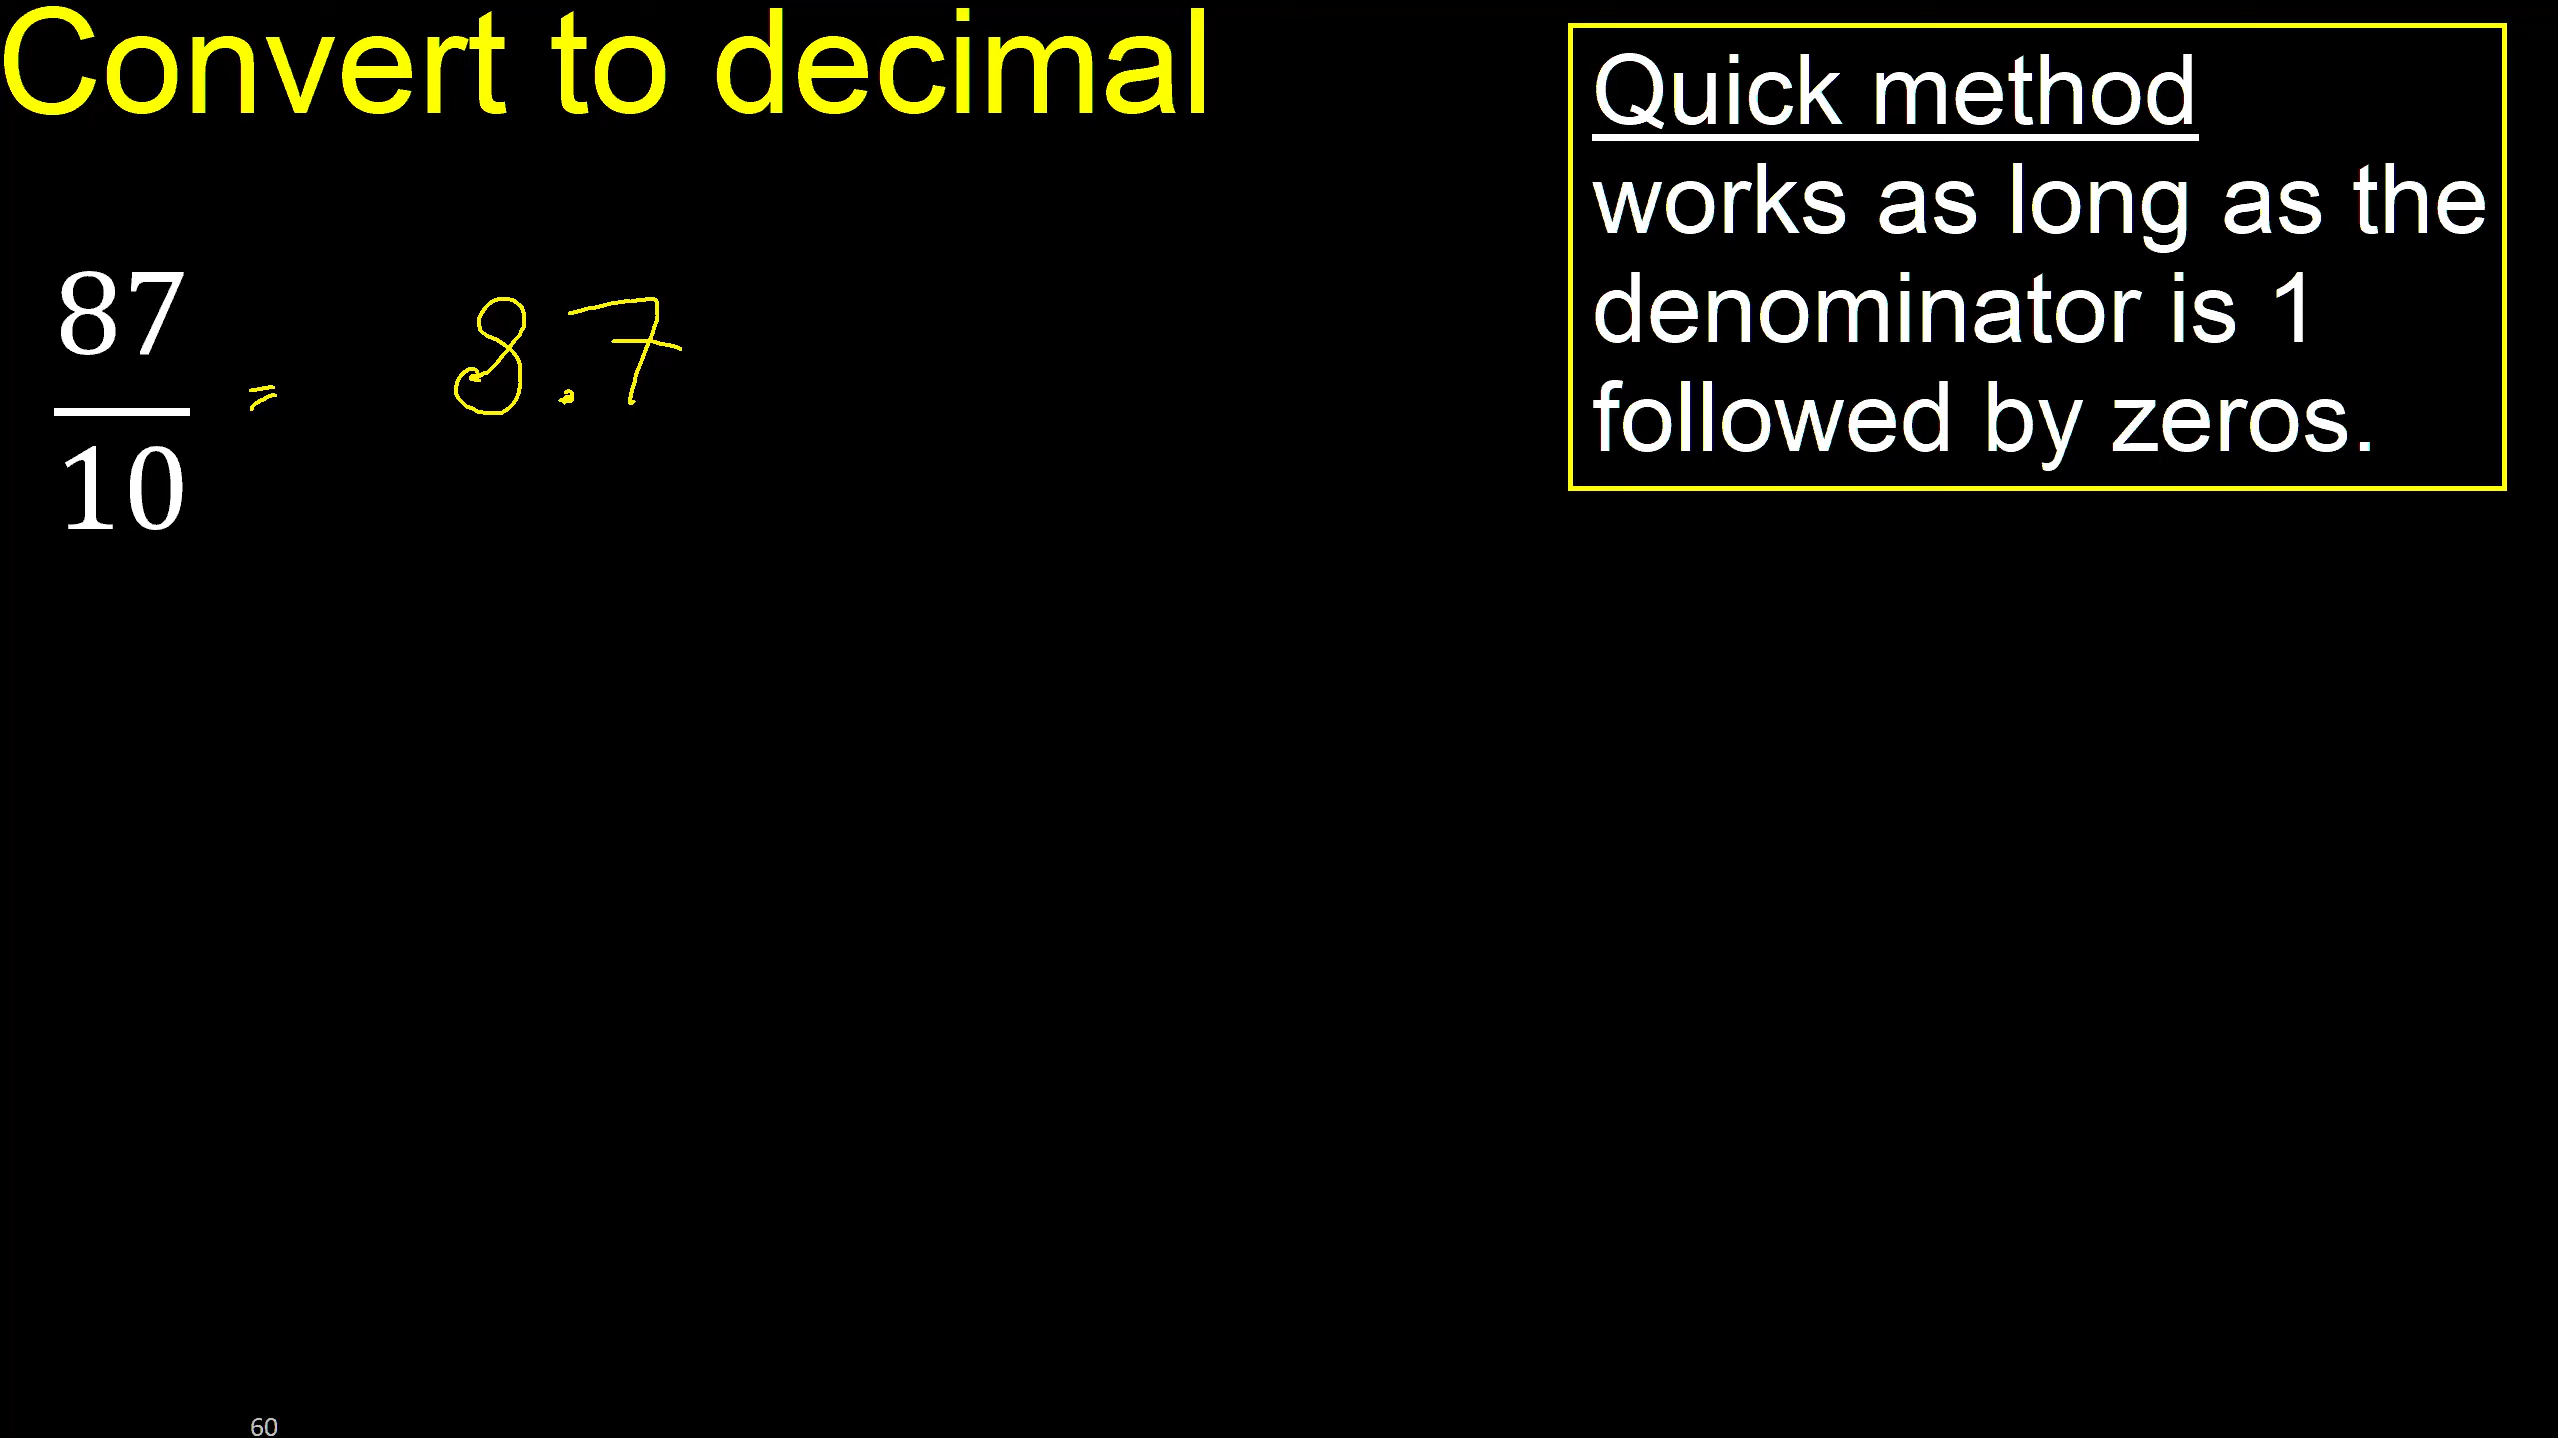 Convert to decimal
Quick method
works as long as the
denominator is 1
followed by zeros.
87
10
= 8.7
60